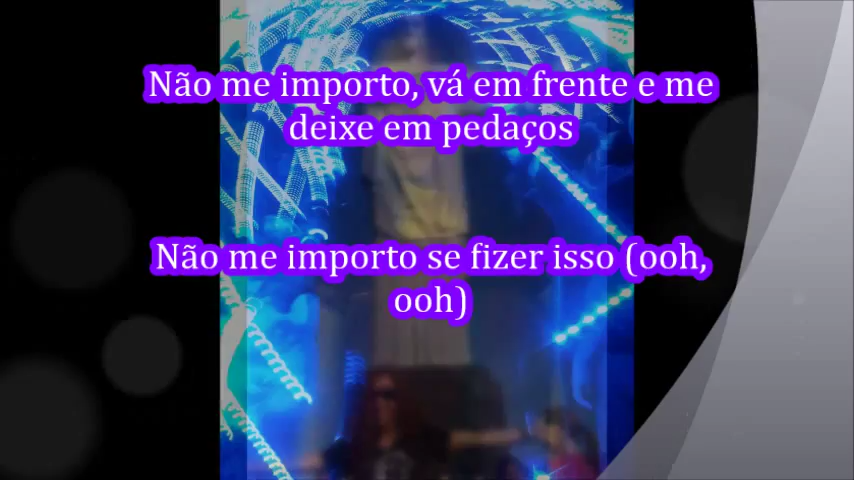 Não me importo, vá em frente e me
deixe em pedaços
Não me importo se fizer isso (ooh,
ooh)